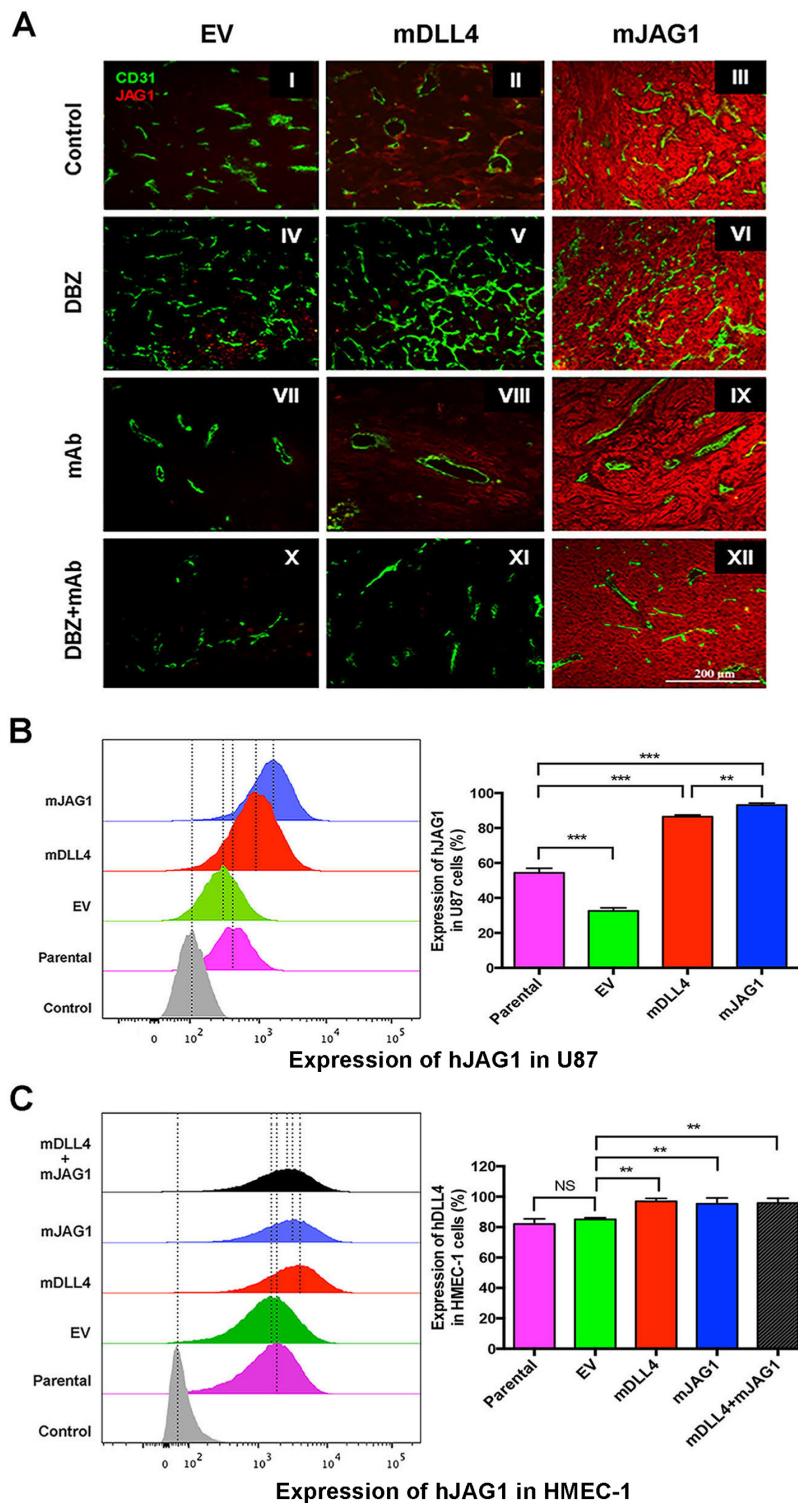 A
EV mDLL4 mJAG1
Control
CD31
JAG1
I II III
DBZ
IV V VI
mAb
VII VIII IX
DBZ+mAb
X XI XII
200 µm
B
mJAG1
mDLL4
EV
Parental
Control
0 10² 10³ 10⁴ 10⁵
Expression of hJAG1 in U87
Expression of hJAG1
in U87 cells (%)
100
80
60
40
20
0
***
*** **
***
Parental EV mDLL4 mJAG1
C
mDLL4
+
mJAG1
mJAG1
mDLL4
EV
Parental
Control
0 10² 10³ 10⁴ 10⁵
Expression of hJAG1 in HMEC-1
Expression of hDLL4
in HMEC-1 cells (%)
120
100
80
60
40
20
0
**
**
NS **
Parental EV mDLL4 mJAG1 mDLL4+mJAG1